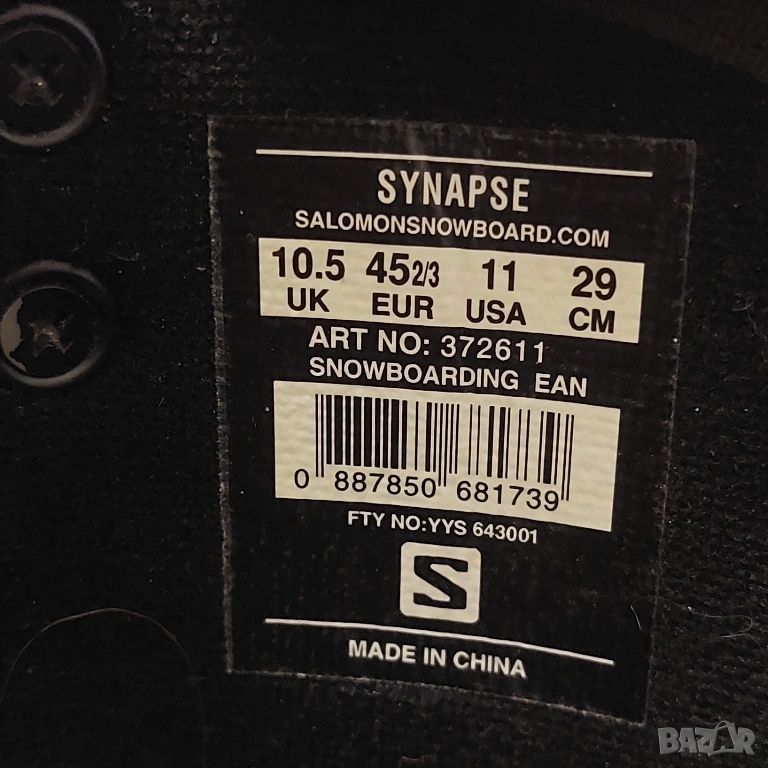 SYNAPSE
SALOMONSNOWBOARD.COM
10.5 45 2/3 11 29
UK EUR USA CM
ART NO: 372611
SNOWBOARDING EAN
0 887850 681739
FTY NO:YYS 643001
S
MADE IN CHINA
BAZAR